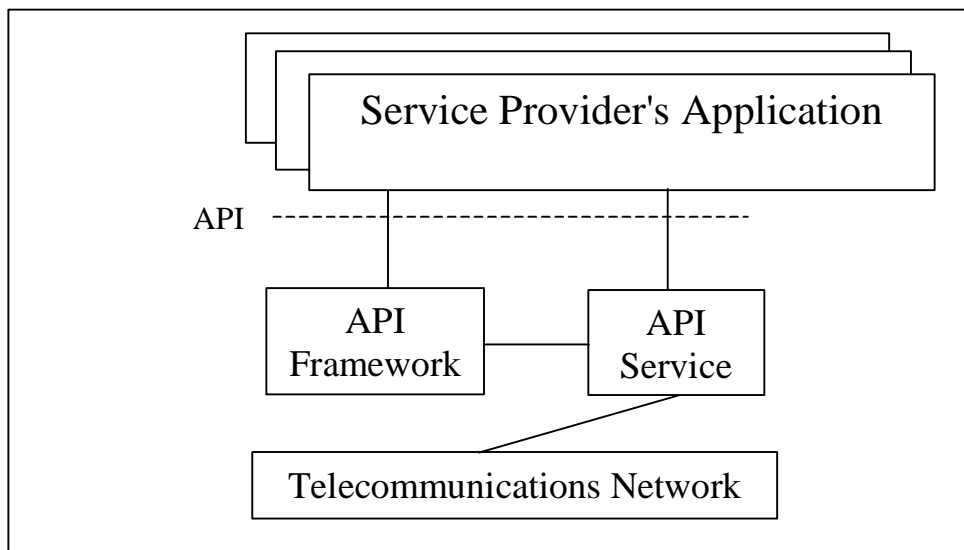 Service Provider's Application
API
API
Framework
API
Service
Telecommunications Network